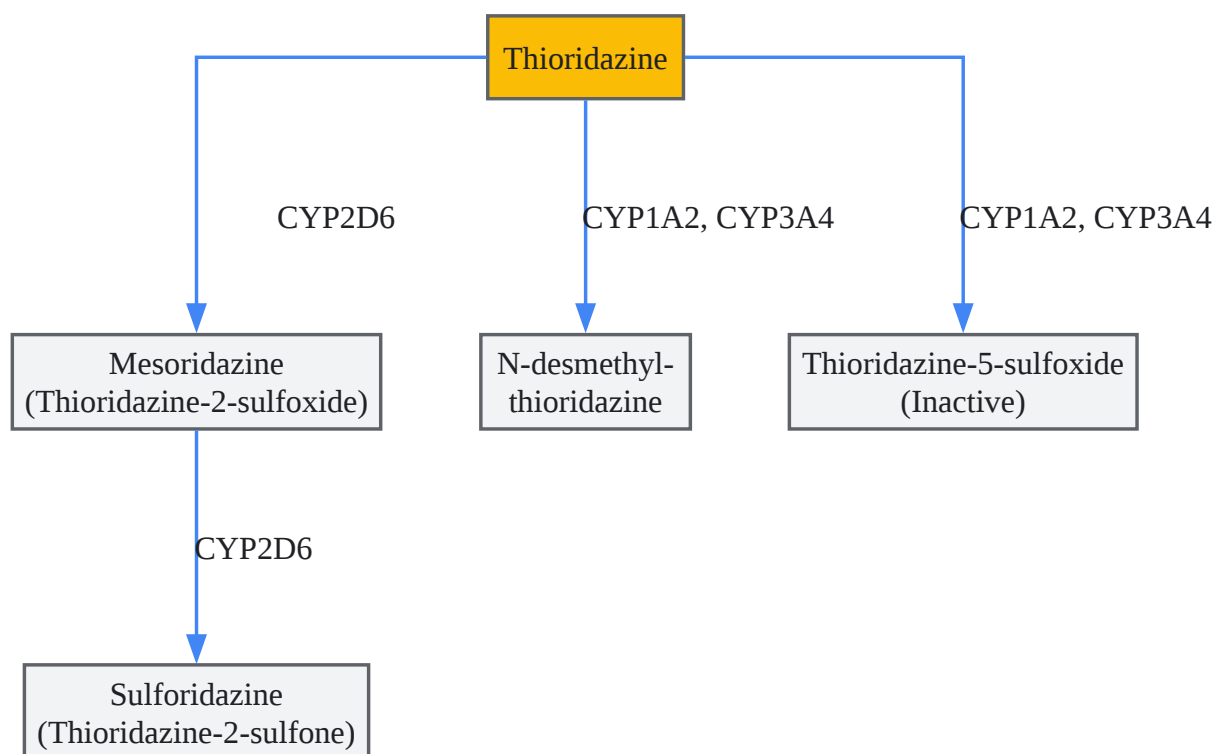 Thioridazine
CYP2D6
CYP1A2, CYP3A4
CYP1A2, CYP3A4
Mesoridazine
(Thioridazine-2-sulfoxide)
N-desmethyl-
thioridazine
Thioridazine-5-sulfoxide
(Inactive)
CYP2D6
Sulforidazine
(Thioridazine-2-sulfone)